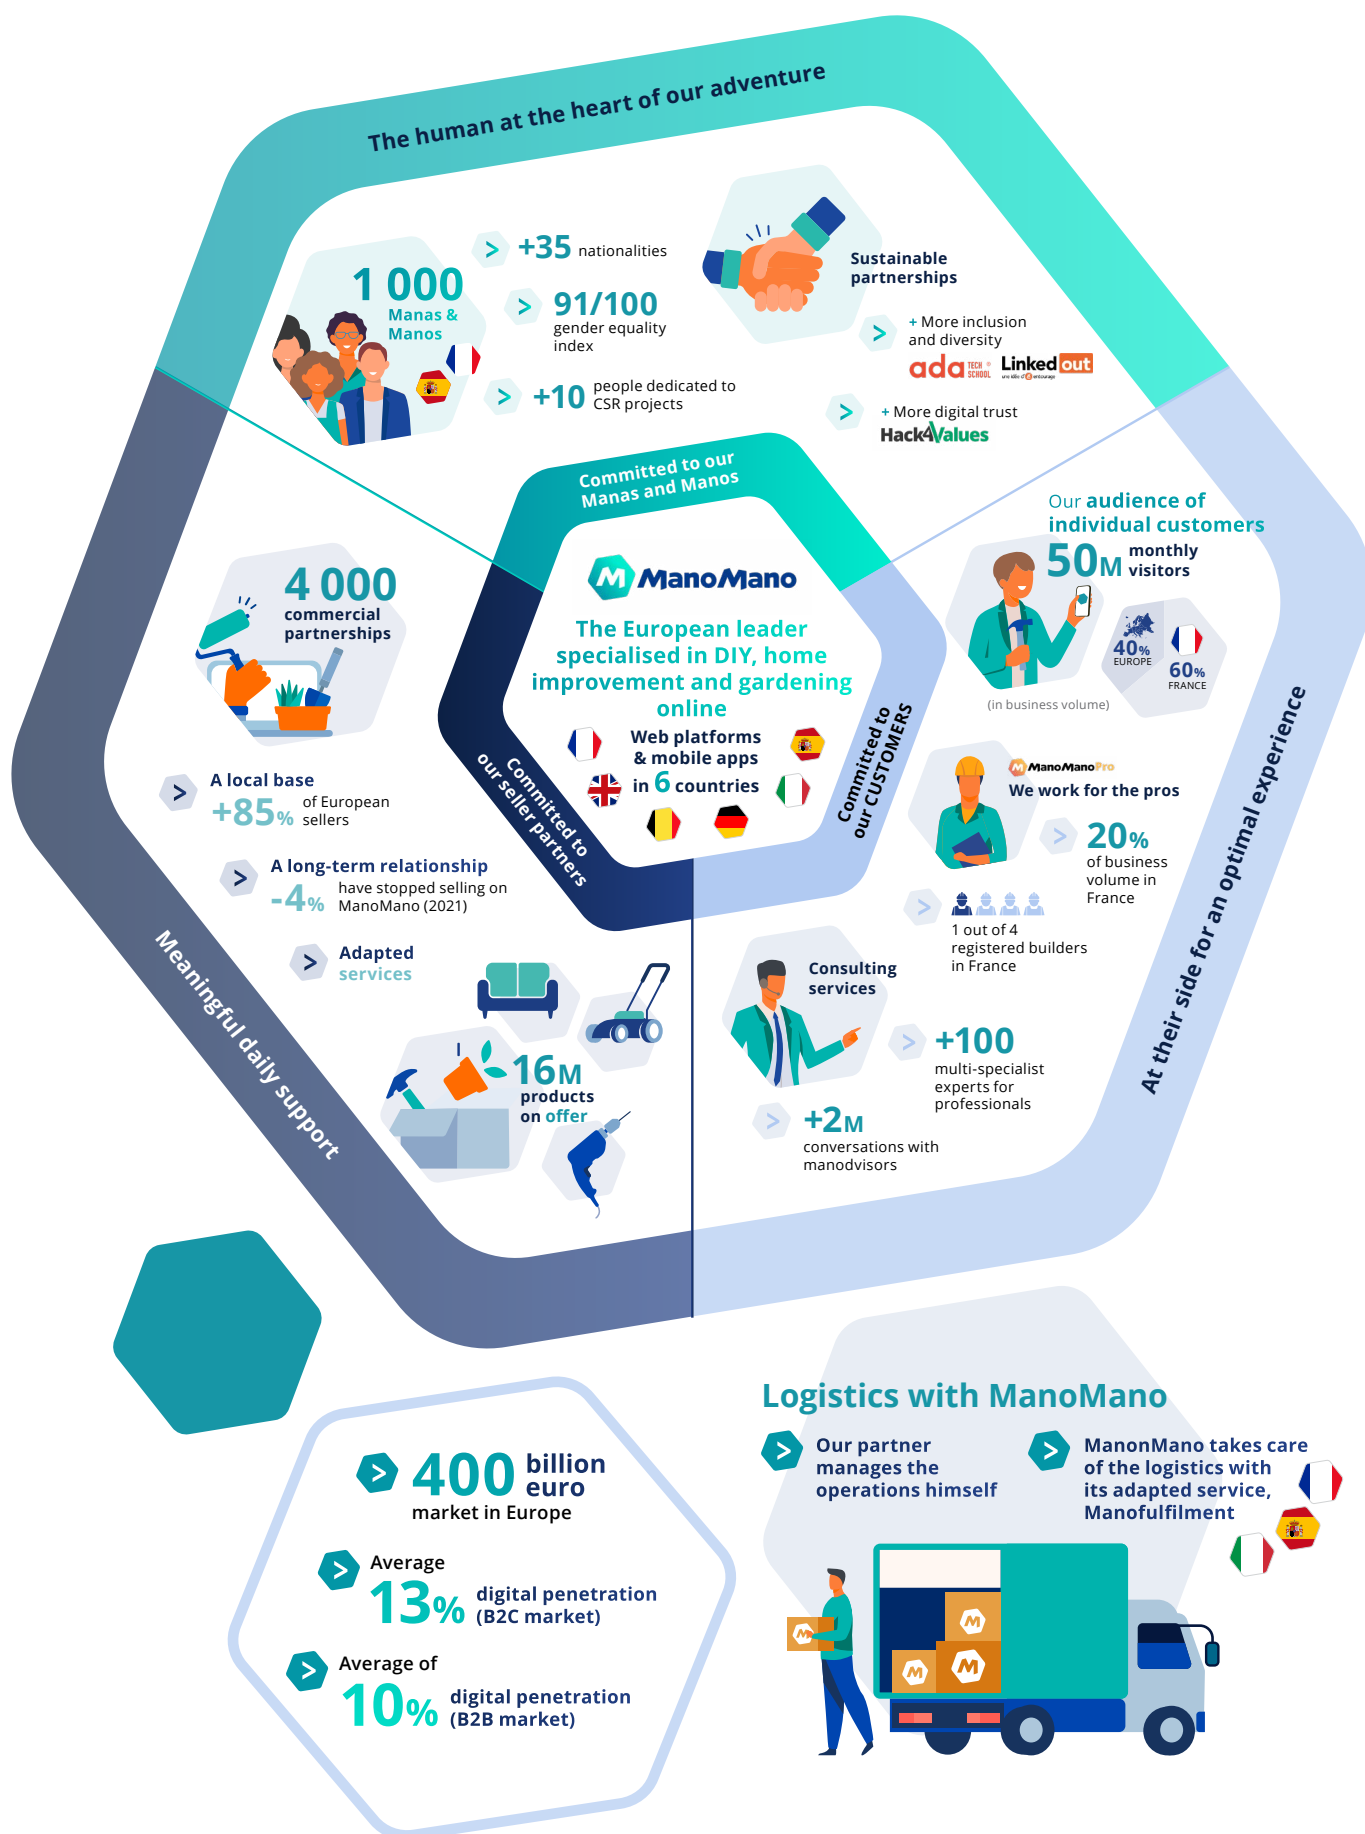 The human at the heart of our adventure
1 000
Manas &
Manos
+35 nationalities
91/100
gender equality
index
+10 people dedicated to
CSR projects
Sustainable
partnerships
+ More inclusion
and diversity
ada TECH SCHOOL
Linkedout
une idée d'entourage
+ More digital trust
Hack4Values
Committed to our
Manas and Manos
ManoMano
The European leader
specialised in DIY, home
improvement and gardening
online
Web platforms
& mobile apps
in 6 countries
Committed to
our seller partners
Committed to
our CUSTOMERS
4 000
commercial
partnerships
A local base
+85% of European
sellers
A long-term relationship
-4% have stopped selling on
ManoMano (2021)
Adapted
services
16M
products
on offer
Meaningful daily support
Our audience of
individual customers
50M monthly
visitors
40%
EUROPE
60%
FRANCE
(in business volume)
ManoManoPro
We work for the pros
20%
of business
volume in
France
1 out of 4
registered builders
in France
Consulting
services
+100
multi-specialist
experts for
professionals
+2M
conversations with
manodvisors
At their side for an optimal experience
400 billion
euro
market in Europe
Average
13% digital penetration
(B2C market)
Average of
10% digital penetration
(B2B market)
Logistics with ManoMano
Our partner
manages the
operations himself
ManonMano takes care
of the logistics with
its adapted service,
Manofulfilment